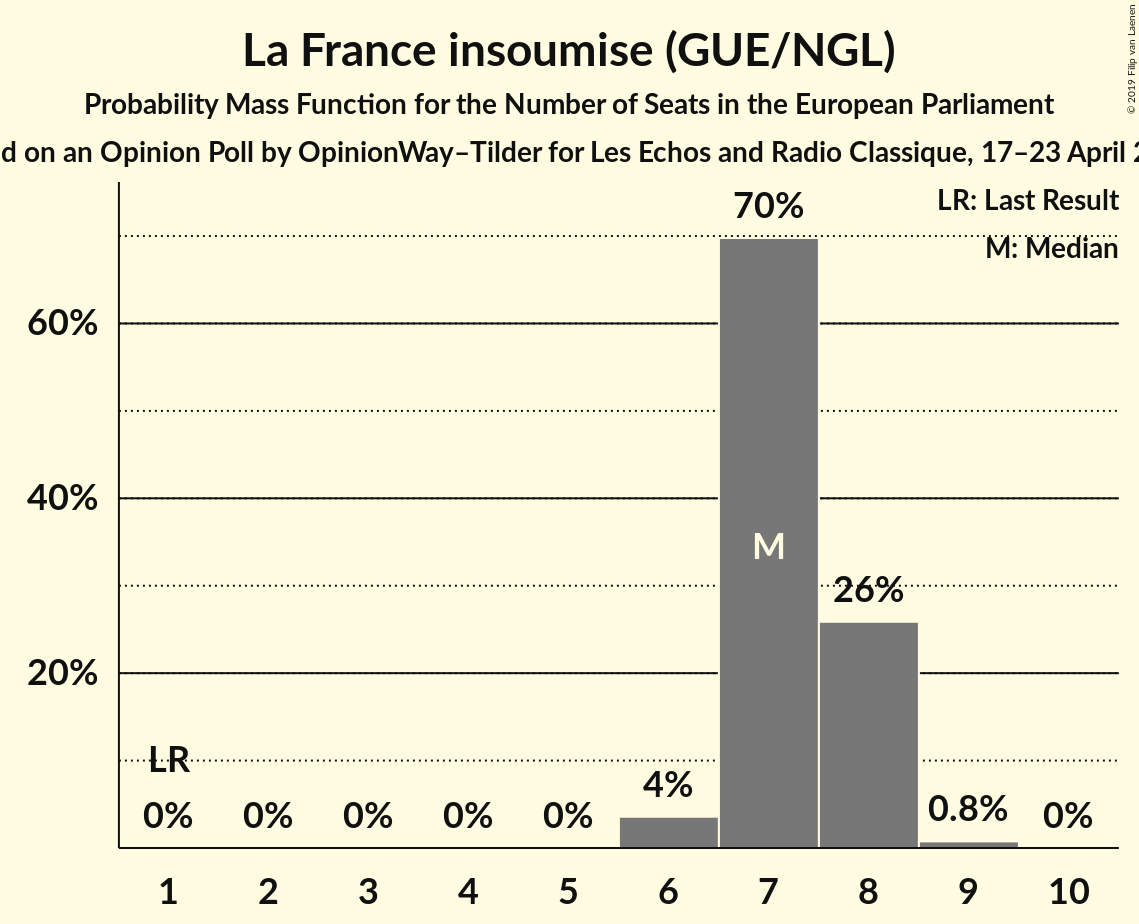 La France insoumise (GUE/NGL)
Probability Mass Function for the Number of Seats in the European Parliament
d on an Opinion Poll by OpinionWay–Tilder for Les Echos and Radio Classique, 17–23 April 2
© 2019 Filip van Laenen
LR: Last Result
M: Median
70%
60%
40%
M
26%
20%
LR
0% 0% 0% 0% 0% 4% 0.8% 0%
1 2 3 4 5 6 7 8 9 10